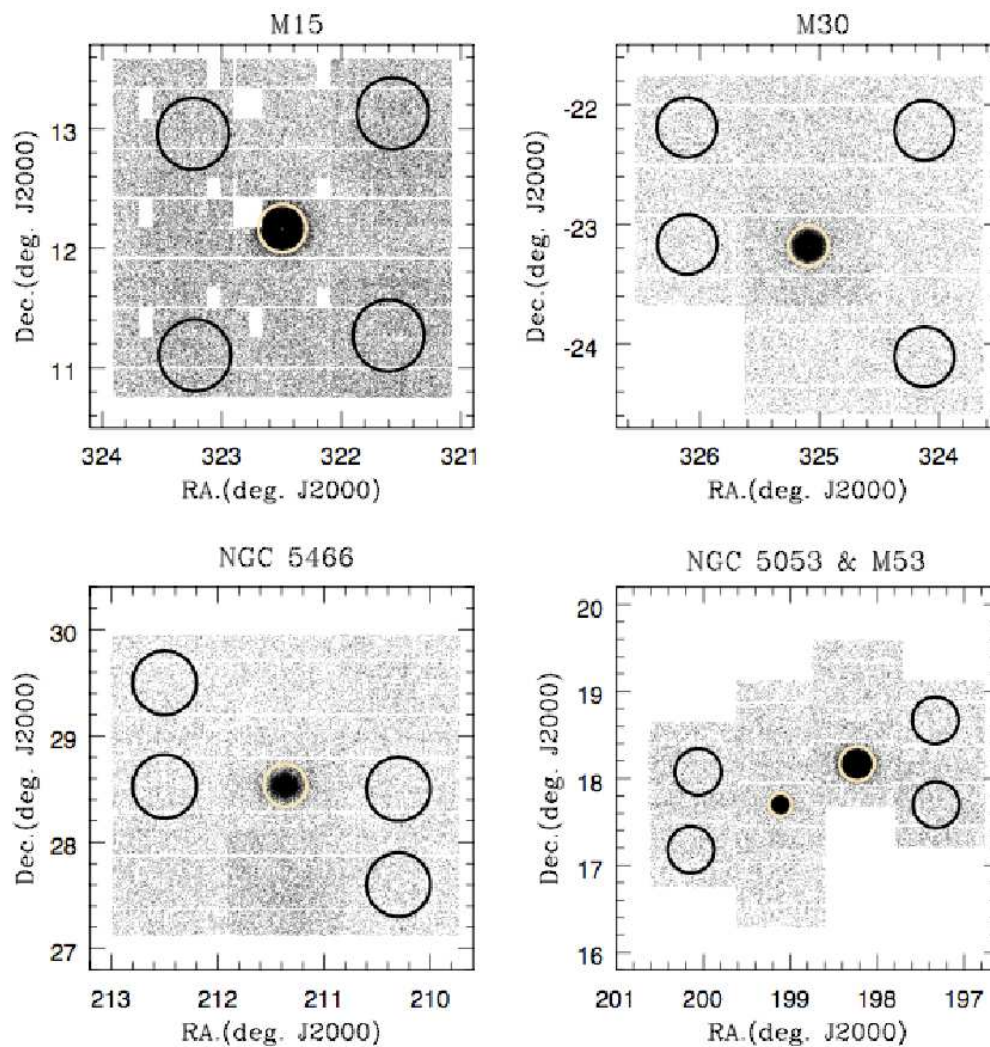 M15
13
12
11
Dec.(deg. J2000)
324 323 322 321
RA.(deg. J2000)
M30
-22
-23
-24
Dec.(deg. J2000)
326 325 324
RA.(deg. J2000)
NGC 5466
30
29
28
27
Dec.(deg. J2000)
213 212 211 210
RA.(deg. J2000)
NGC 5053 & M53
20
19
18
17
16
Dec.(deg. J2000)
201 200 199 198 197
RA.(deg. J2000)